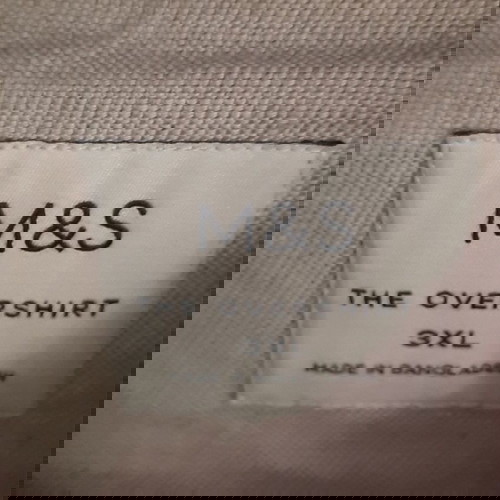 M&S M&S
THE OVERSHIRT
3XL
MADE IN